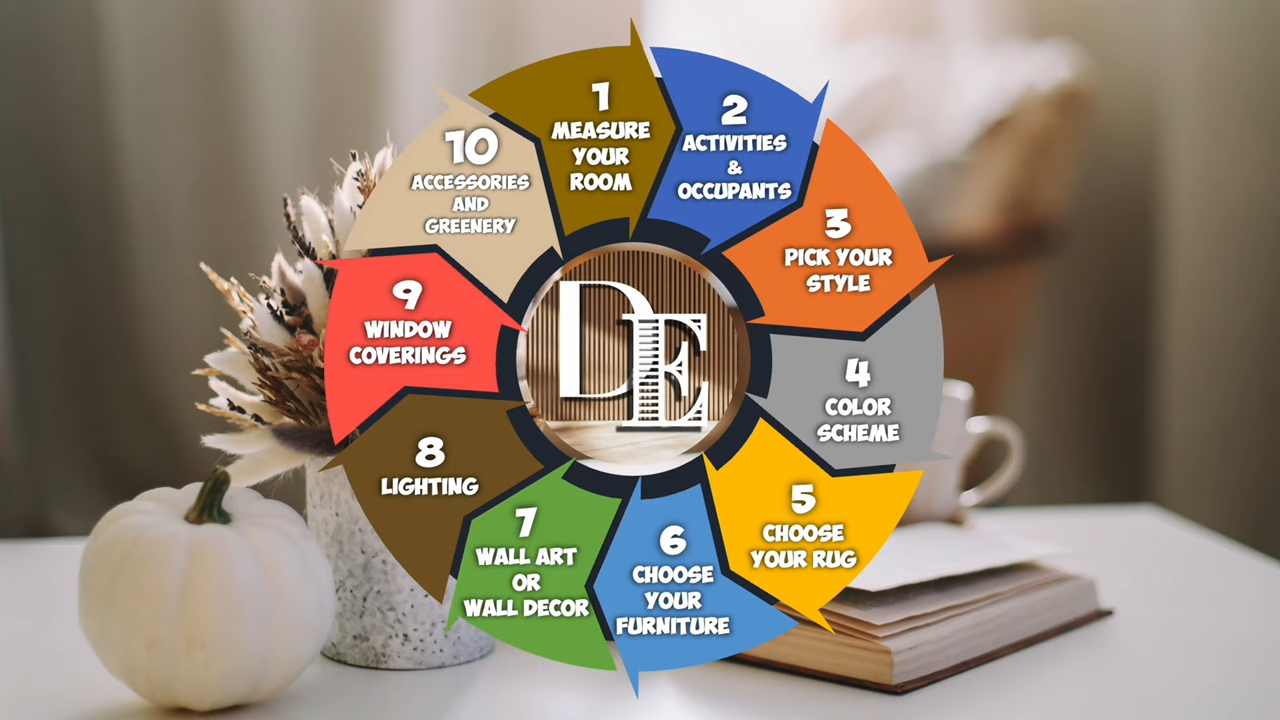 1
MEASURE
YOUR
ROOM
2
ACTIVITIES
&
OCCUPANTS
3
PICK YOUR
STYLE
4
COLOR
SCHEME
5
CHOOSE
YOUR RUG
6
CHOOSE
YOUR
FURNITURE
7
WALL ART
OR
WALL DECOR
8
LIGHTING
9
WINDOW
COVERINGS
10
ACCESSORIES
AND
GREENERY
DE